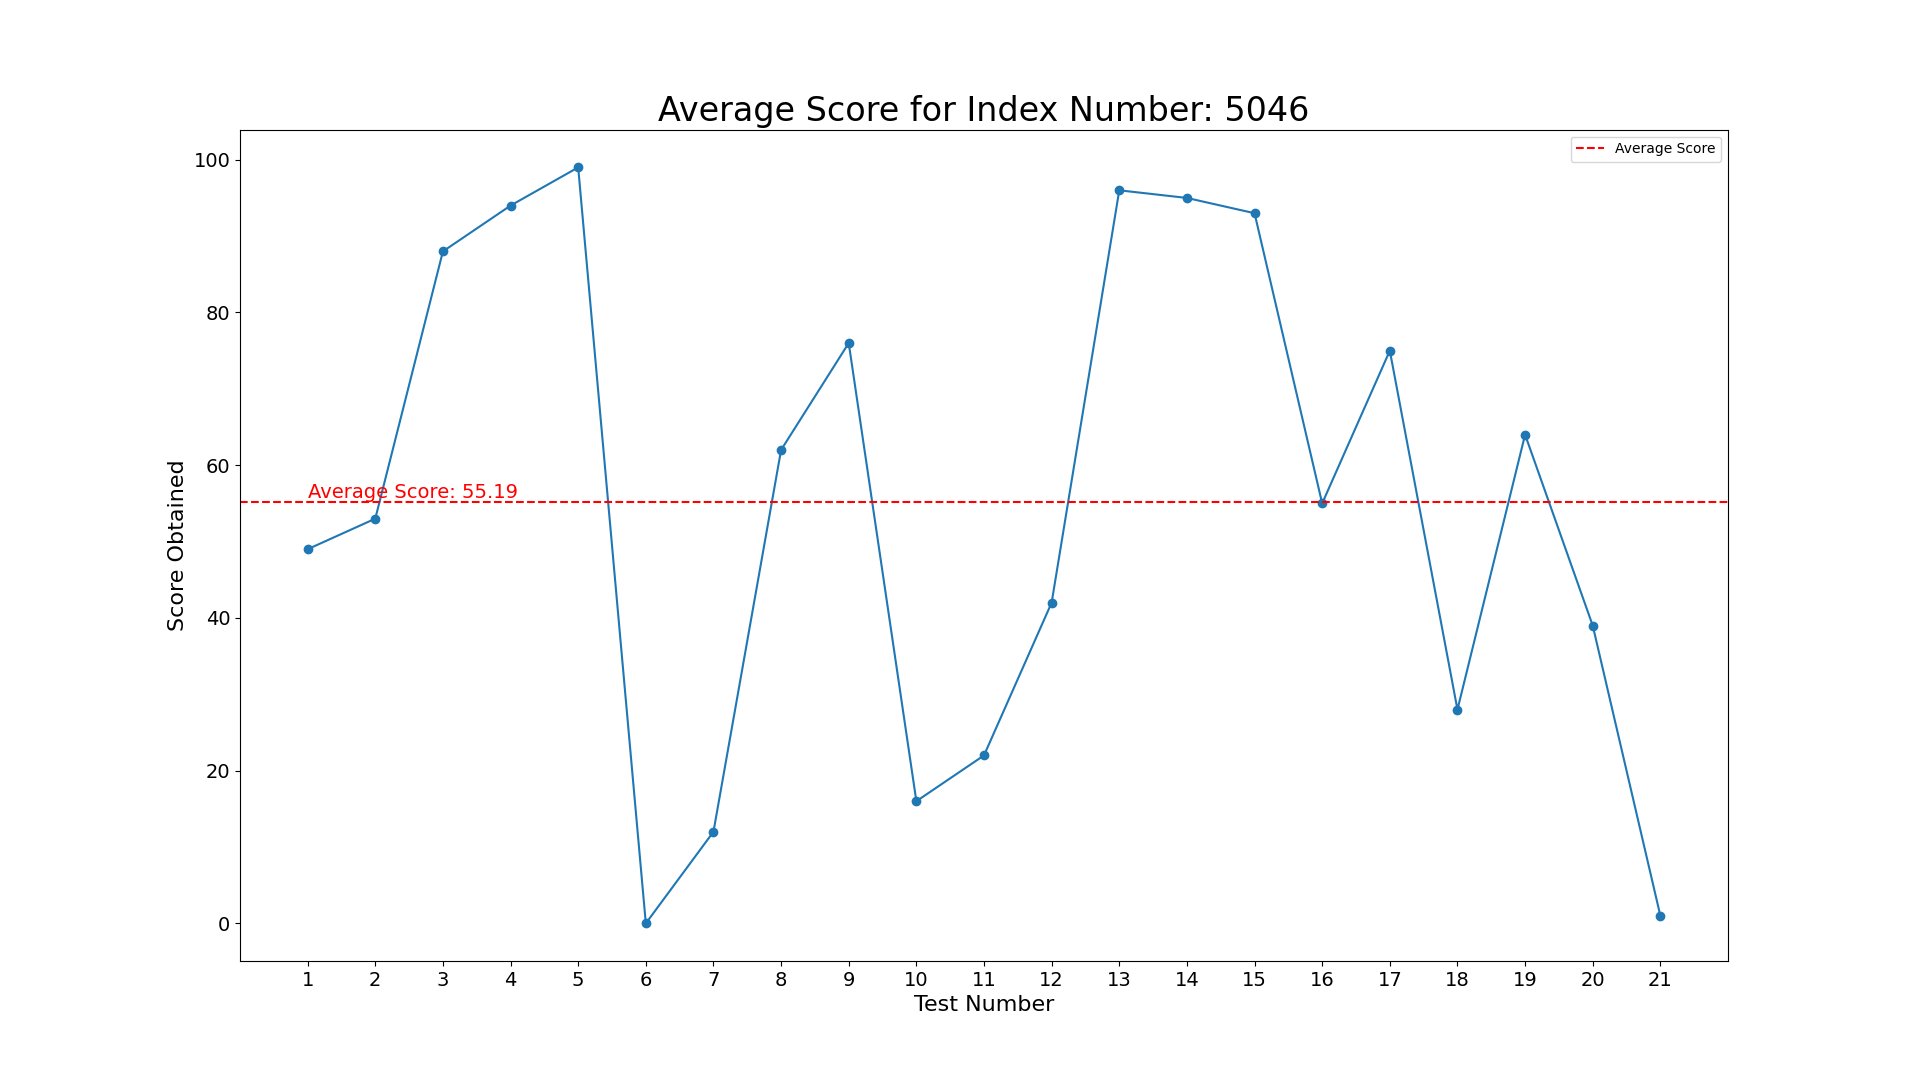 Average Score for Index Number: 5046
Average Score
100
80
60
40
20
0
Score Obtained
Average Score: 55.19
1 2 3 4 5 6 7 8 9 10 11 12 13 14 15 16 17 18 19 20 21
Test Number